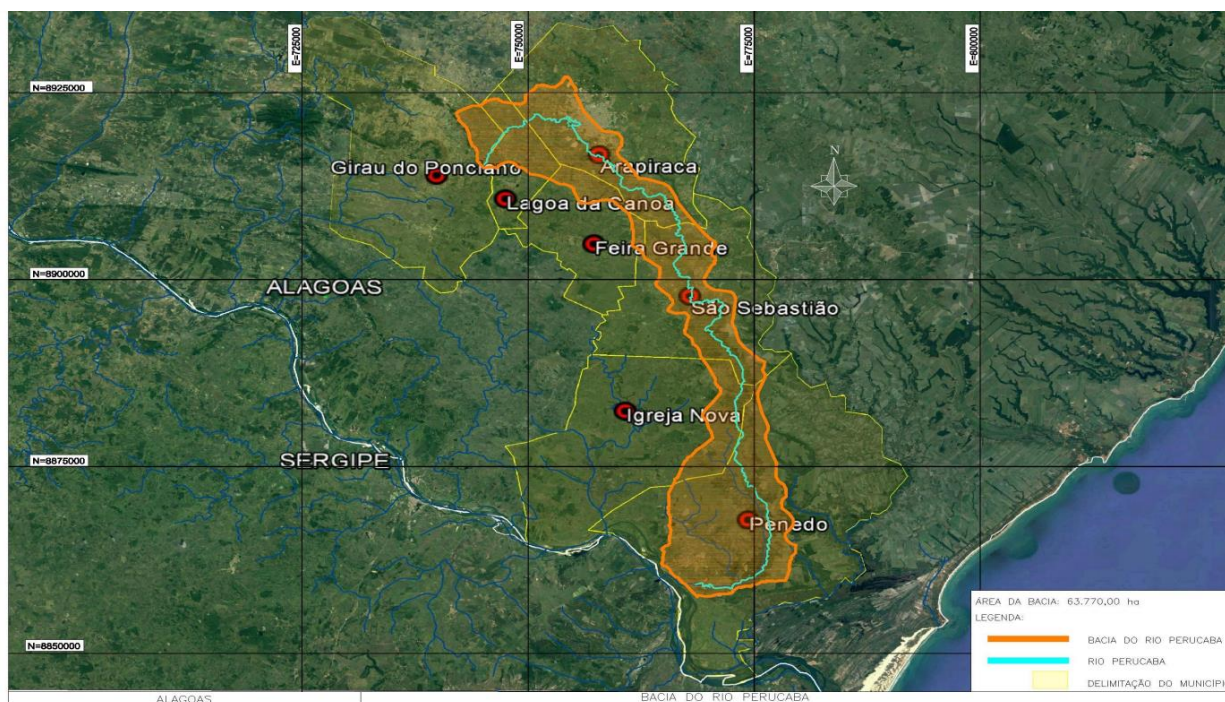 E=725000
E=750000
E=775000
E=800000
N=8925000
Girau do Ponciano
Arapiraca
N
Lagoa da Canoa
Feira Grande
N=8900000
ALAGOAS
São Sebastião
Igreja Nova
SERGIPE
N=8875000
Penedo
ÁREA DA BACIA: 63.770,00 ha
LEGENDA:
BACIA DO RIO PERUCABA
N=8850000
RIO PERUCABA
DELIMITAÇÃO DO MUNICÍPI
ALAGOAS
BACIA DO RIO PERUCABA